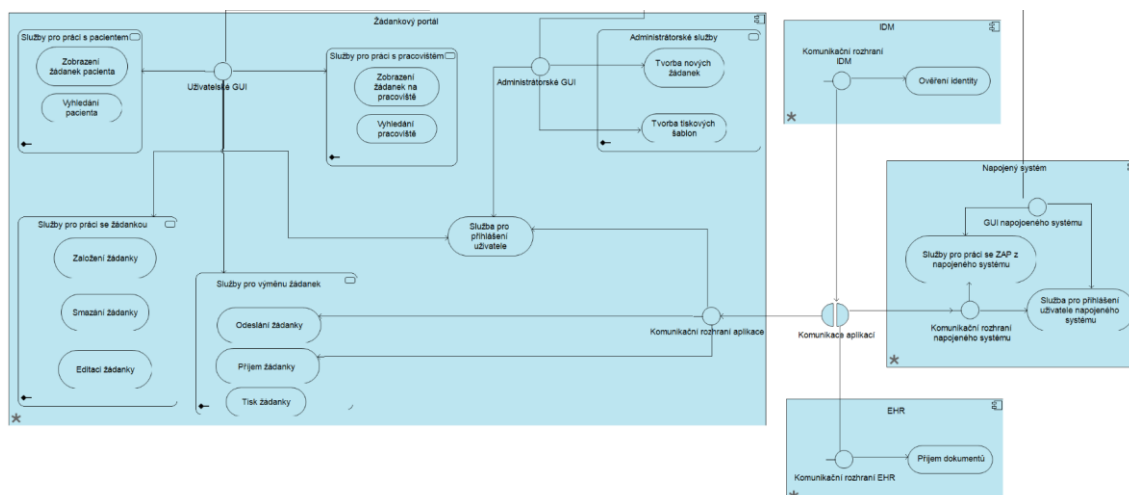 Žádankový portál
Služby pro práci s pacientem
Zobrazení
žádanek pacienta
Vyhledání
pacienta
Uživatelské GUI
Služby pro práci s pracovištěm
Zobrazení
žádanek na
pracoviště
Vyhledání
pracoviště
Administrátorské GUI
Administrátorské služby
Tvorba nových
žádanek
Tvorba tiskových
šablon
Služby pro práci se žádankou
Založení žádanky
Smazání žádanky
Editací žádanky
Služby pro výměnu žádanek
Odeslání žádanky
Příjem žádanky
Tisk žádanky
Služba pro
přihlášení
uživatele
Komunikační rozhraní aplikace
IDM
Komunikační rozhraní
IDM
Ověření identity
Komunikace aplikací
Napojený systém
GUI napojoeného systému
Služby pro práci se ZAP z
napojeného systému
Komunikační rozhraní
napojeného systému
Služba pro přihlášení
uživatele napojeného
systému
EHR
Komunikační rozhraní EHR
Příjem dokumentů